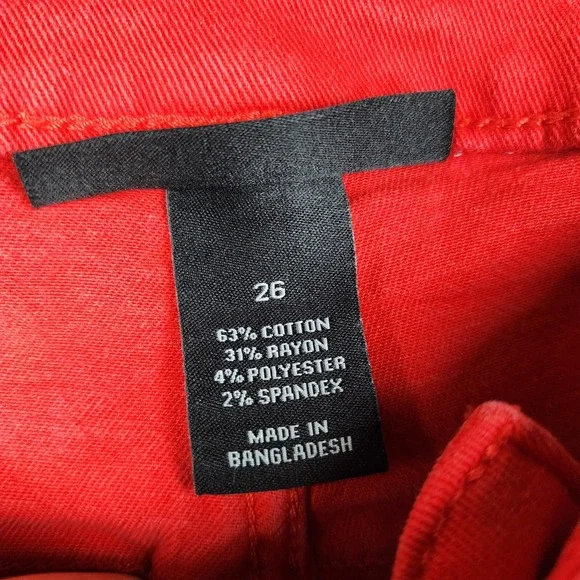 26
63% COTTON
31% RAYON
4% POLYESTER
2% SPANDEX
MADE IN
BANGLADESH